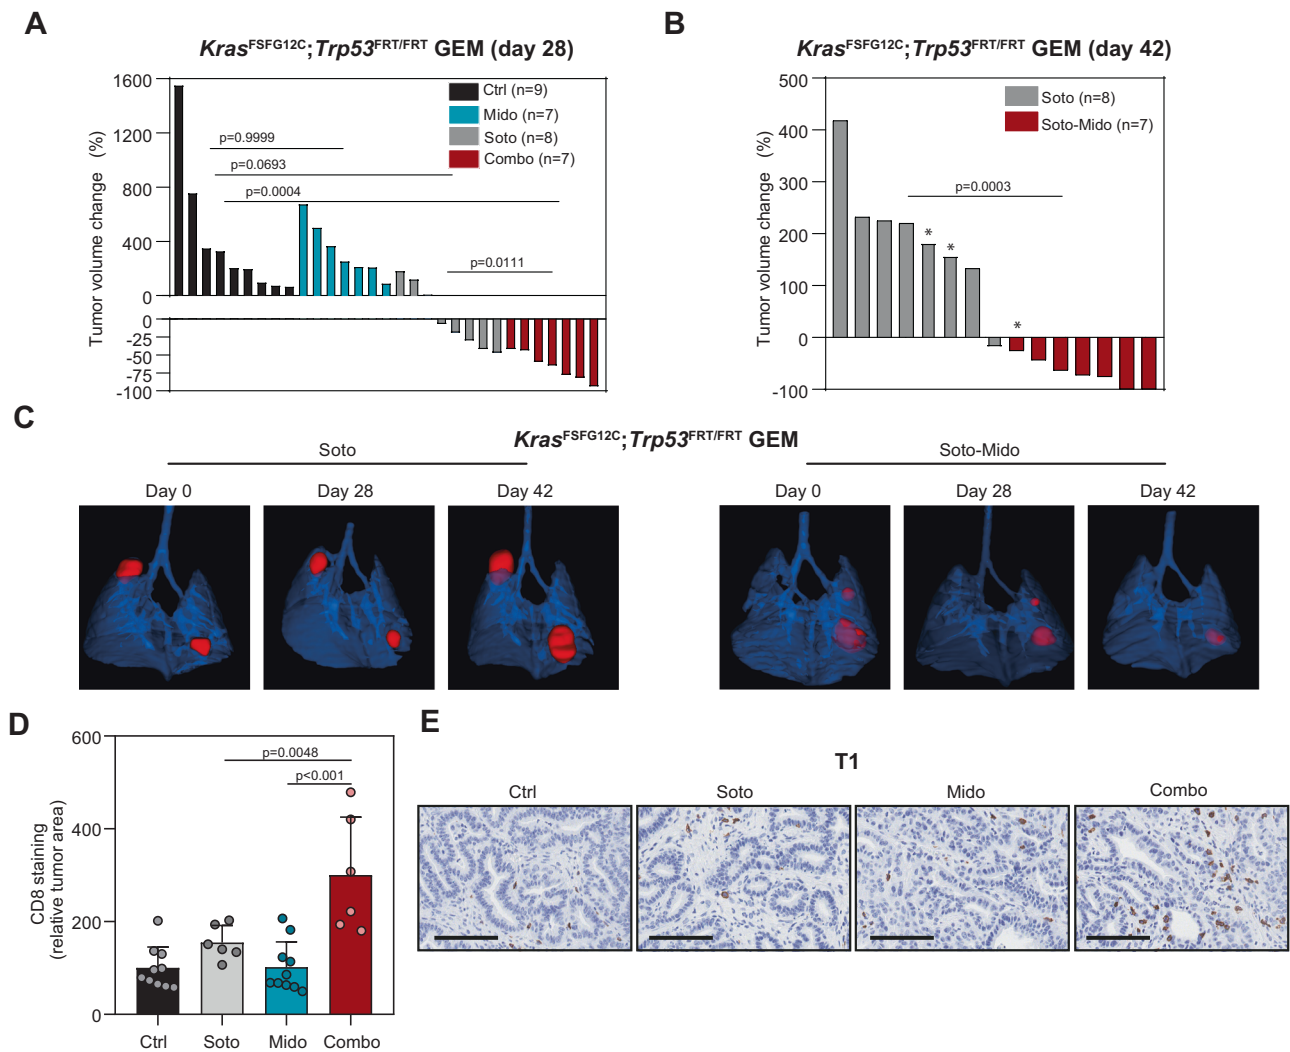 A
Kras^FSFG12C;Trp53^FRT/FRT GEM (day 28)
Tumor volume change (%)
1600
1200
800
400
0
0
-25
-50
-75
-100
Ctrl (n=9)
Mido (n=7)
Soto (n=8)
Combo (n=7)
p=0.9999
p=0.0693
p=0.0004
p=0.0111
B
Kras^FSFG12C;Trp53^FRT/FRT GEM (day 42)
Tumor volume change (%)
500
400
300
200
100
0
-100
Soto (n=8)
Soto-Mido (n=7)
p=0.0003
* *
*
C
Kras^FSFG12C;Trp53^FRT/FRT GEM
Soto
Soto-Mido
Day 0 Day 28 Day 42
Day 0 Day 28 Day 42
D
CD8 staining
(relative tumor area)
600
400
200
0
p=0.0048
p<0.001
Ctrl Soto Mido Combo
E
T1
Ctrl Soto Mido Combo